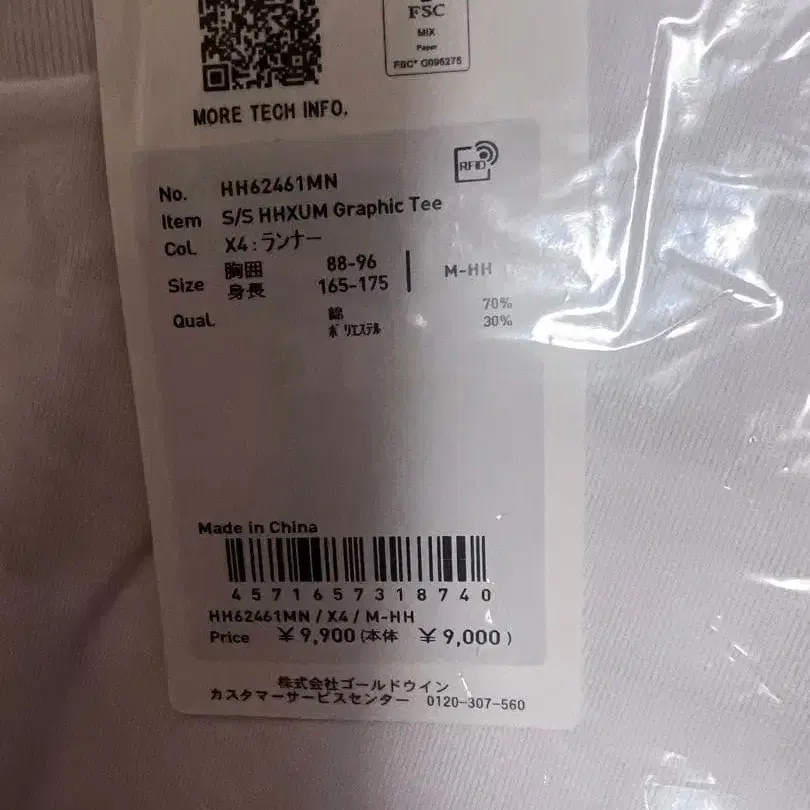 FSC
MIX
Paper
FSC® C096275
MORE TECH INFO.
RFID
No. HH62461MN
Item S/S HHXUM Graphic Tee
Col. X4:ランナー
Size 胸囲 88-96 M-HH
身長 165-175
Qual. 綿 70%
ポリエステル 30%
Made in China
4571657318740
HH62461MN / X4 / M-HH 4
Price ￥9,900(本体 ￥9,000)
株式会社ゴールドウイン
カスタマーサービスセンター 0120-307-560